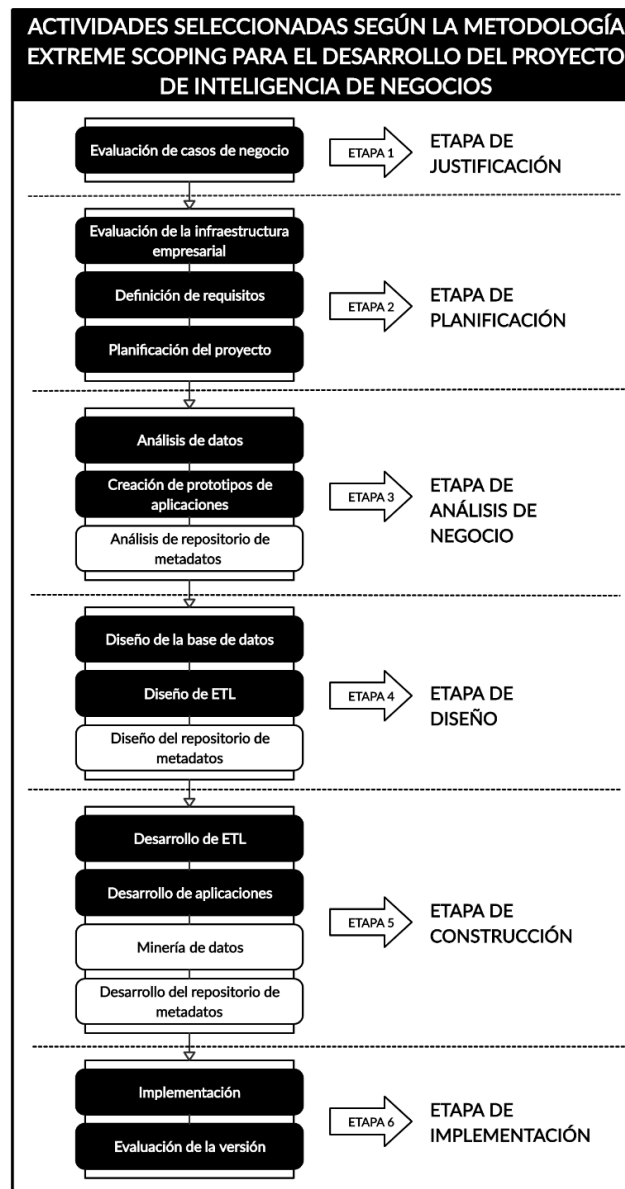 ACTIVIDADES SELECCIONADAS SEGÚN LA METODOLOGÍA
EXTREME SCOPING PARA EL DESARROLLO DEL PROYECTO
DE INTELIGENCIA DE NEGOCIOS
Evaluación de casos de negocio
ETAPA 1
ETAPA DE
JUSTIFICACIÓN
Evaluación de la infraestructura
empresarial
Definición de requisitos
Planificación del proyecto
ETAPA 2
ETAPA DE
PLANIFICACIÓN
Análisis de datos
Creación de prototipos de
aplicaciones
Análisis de repositorio de
metadatos
ETAPA 3
ETAPA DE
ANÁLISIS DE
NEGOCIO
Diseño de la base de datos
Diseño de ETL
Diseño del repositorio de
metadatos
ETAPA 4
ETAPA DE
DISEÑO
Desarrollo de ETL
Desarrollo de aplicaciones
Minería de datos
Desarrollo del repositorio de
metadatos
ETAPA 5
ETAPA DE
CONSTRUCCIÓN
Implementación
Evaluación de la versión
ETAPA 6
ETAPA DE
IMPLEMENTACIÓN